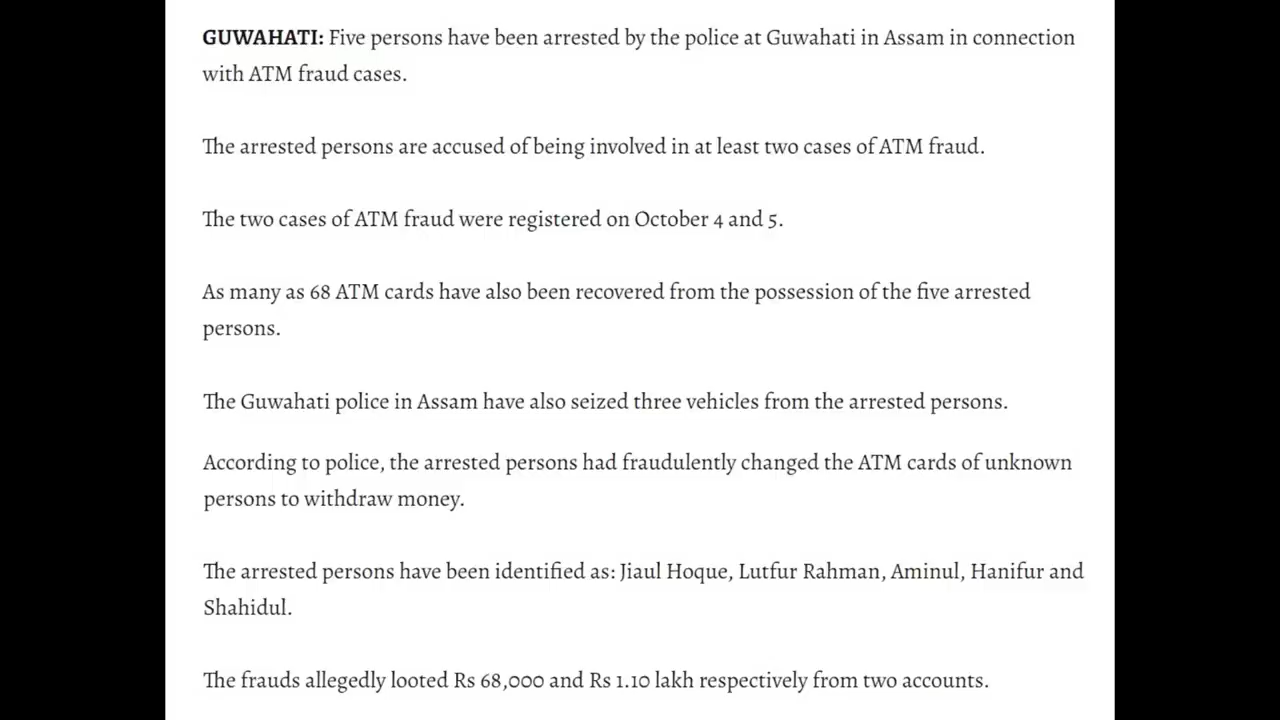 GUWAHATI: Five persons have been arrested by the police at Guwahati in Assam in connection
with ATM fraud cases.
The arrested persons are accused of being involved in at least two cases of ATM fraud.
The two cases of ATM fraud were registered on October 4 and 5.
As many as 68 ATM cards have also been recovered from the possession of the five arrested
persons.
The Guwahati police in Assam have also seized three vehicles from the arrested persons.
According to police, the arrested persons had fraudulently changed the ATM cards of unknown
persons to withdraw money.
The arrested persons have been identified as: Jiaul Hoque, Lutfur Rahman, Aminul, Hanifur and
Shahidul.
The frauds allegedly looted Rs 68,000 and Rs 1.10 lakh respectively from two accounts.